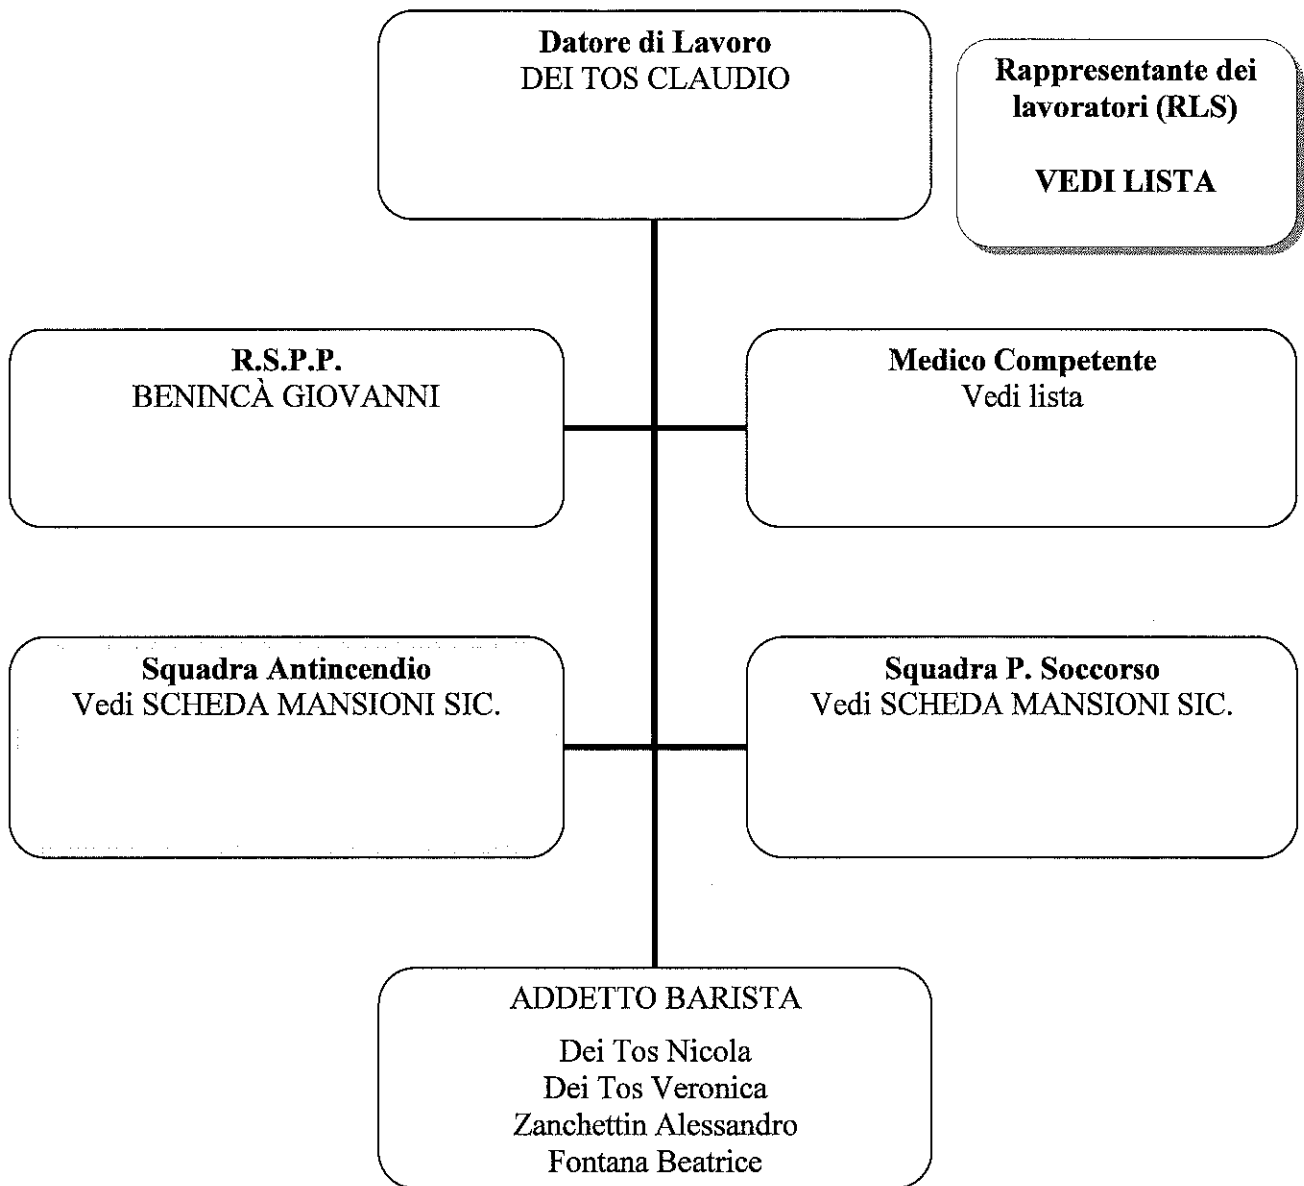 Datore di Lavoro
DEI TOS CLAUDIO
Rappresentante dei
lavoratori (RLS)
VEDI LISTA
R.S.P.P.
BENINCÀ GIOVANNI
Medico Competente
Vedi lista
Squadra Antincendio
Vedi SCHEDA MANSIONI SIC.
Squadra P. Soccorso
Vedi SCHEDA MANSIONI SIC.
ADDETTO BARISTA
Dei Tos Nicola
Dei Tos Veronica
Zanchettin Alessandro
Fontana Beatrice